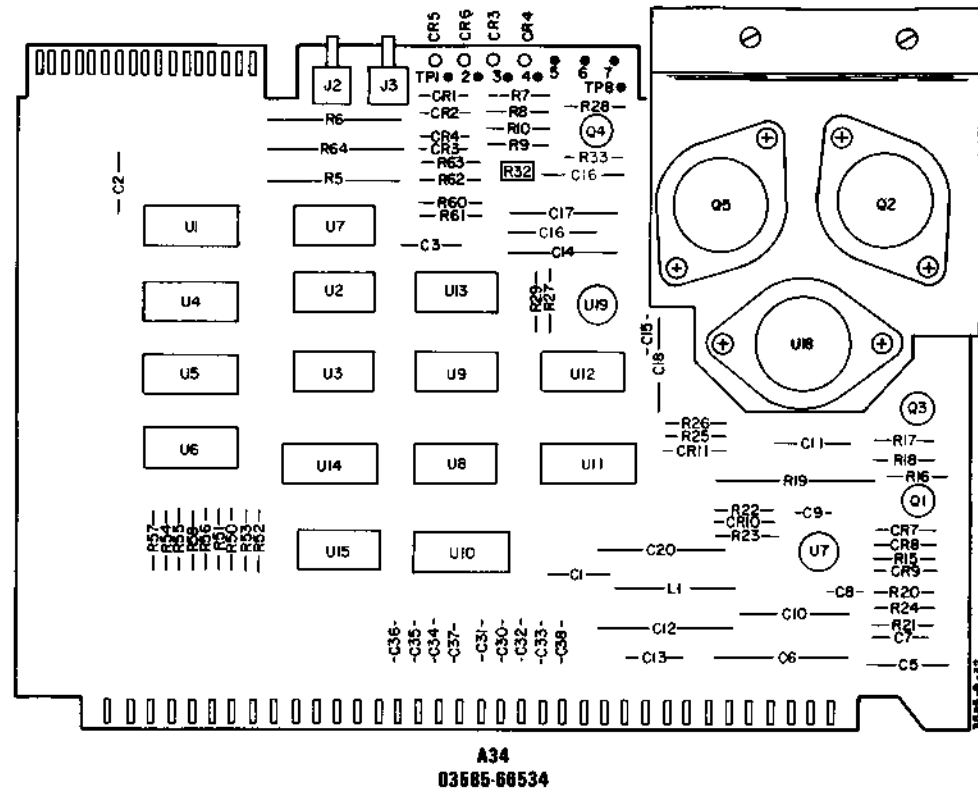 CR5 CR6 CR3 CR4
TP1 2 3 4 5 6 7
TP8
J2 J3
CR1 R7
R28
CR2 R8
R6 R10 Q4
CR4
R64 CR3 R9
R63 R33
R32 C16
R5 R62
C2
R60 C17
R61
U1 U7 C16
C3 C14
Q5 Q2
U4 U2 U13 R29 R27 U19
C15
C18
U18
U5 U3 U9 U12
Q3
R26
R25 C11 R17
CR11
U6 U14 U8 U11 R18
R19 R16
Q1
R57 R54 R55 R58 R56 R51 R50 R53 R52
R22 C9
CR10 CR7
R23 CR8
U15 U10 C20 U7 R15
CR9
C1 L1 C8 R20
C10 R24
C12 R21
C7
C36 C35 C34 C37 C31 C30 C32 C33 C38
C13 C6 C5
A34
03585-66534